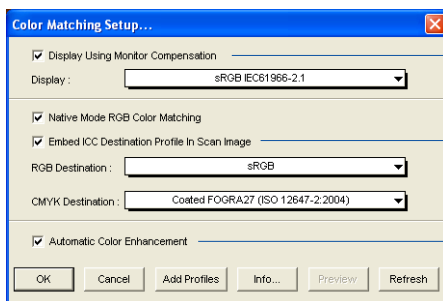 Color Matching Setup...
Display Using Monitor Compensation
Display : sRGB IEC61966-2.1
Native Mode RGB Color Matching
Embed ICC Destination Profile In Scan Image
RGB Destination : sRGB
CMYK Destination : Coated FOGRA27 (ISO 12647-2:2004)
Automatic Color Enhancement
OK Cancel Add Profiles Info... Preview Refresh